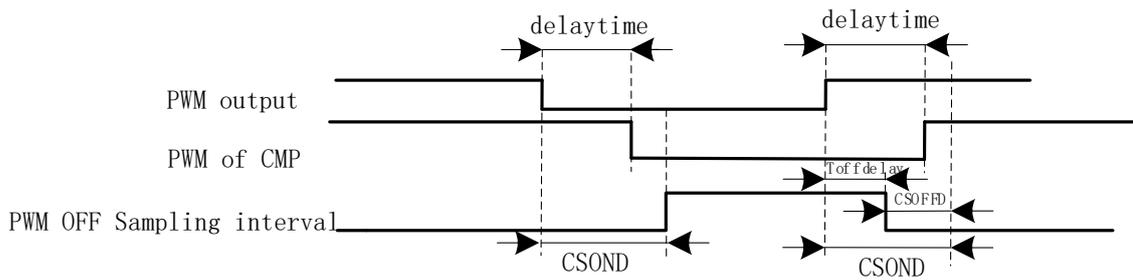 delaytime
delaytime
PWM output
PWM of CMP
Toffdelay
PWM OFF Sampling interval
CSOFFD
CSOND
CSOND